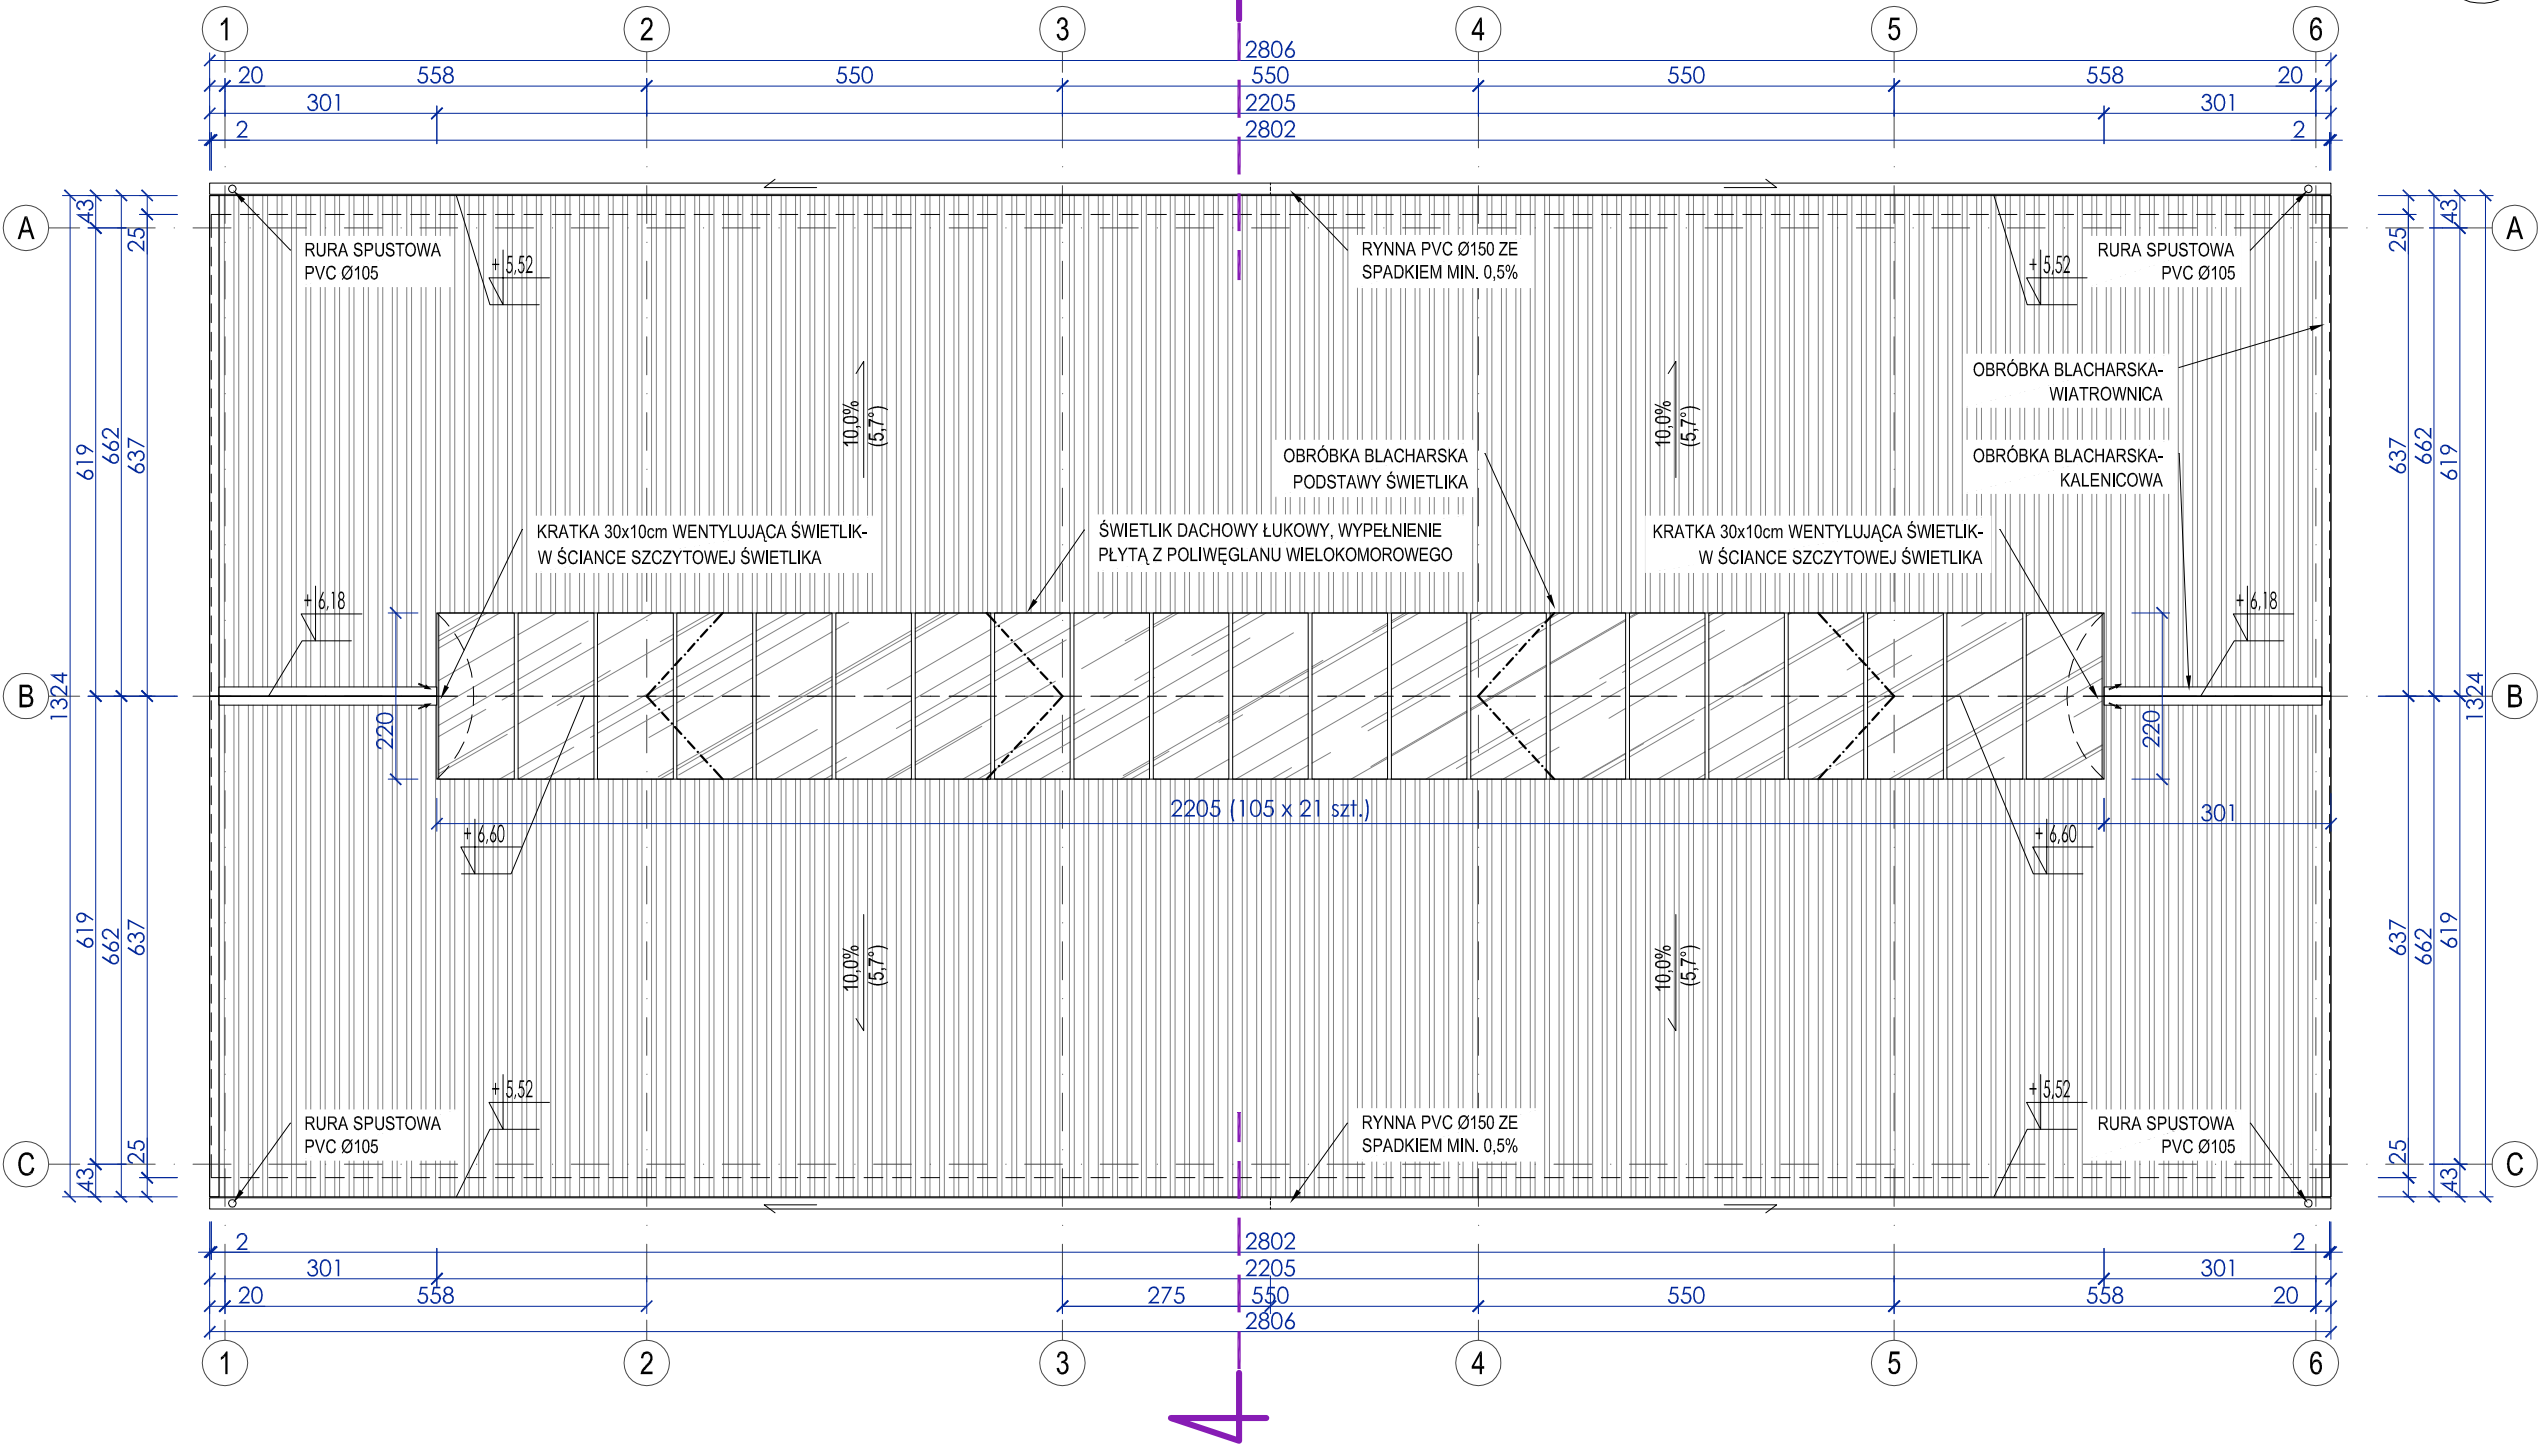 1 2 3 4 5 6
2806
20 558 550 550 550 558 20
301 2205 301
2 2802 2
A 43 25 25 43 A
RURA SPUSTOWA
PVC Ø105
+5,52
RYNNA PVC Ø150 ZE
SPADKIEM MIN. 0,5%
+5,52
RURA SPUSTOWA
PVC Ø105
OBRÓBKA BLACHARSKA-
WIATROWNICA
10,0%
(5,7°)
10,0%
(5,7°)
619 662 637
637 662 619
OBRÓBKA BLACHARSKA
PODSTAWY ŚWIETLIKA
OBRÓBKA BLACHARSKA-
KALENICOWA
KRATKA 30x10cm WENTYLUJĄCA ŚWIETLIK-
W ŚCIANCE SZCZYTOWEJ ŚWIETLIKA
ŚWIETLIK DACHOWY ŁUKOWY, WYPEŁNIENIE
PŁYTĄ Z POLIWĘGLANU WIELOKOMOROWEGO
KRATKA 30x10cm WENTYLUJĄCA ŚWIETLIK-
W ŚCIANCE SZCZYTOWEJ ŚWIETLIKA
+6,18
+6,18
B 1324 220 220 1324 B
2205 (105 x 21 szt.) 301
+6,60
+6,60
619 662 637
637 662 619
10,0%
(5,7°)
10,0%
(5,7°)
+5,52
+5,52
RURA SPUSTOWA
PVC Ø105
RYNNA PVC Ø150 ZE
SPADKIEM MIN. 0,5%
RURA SPUSTOWA
PVC Ø105
C 43 25 25 43 C
2 2802 2
301 2205 301
20 558 275 550 550 558 20
2806
1 2 3 4 5 6